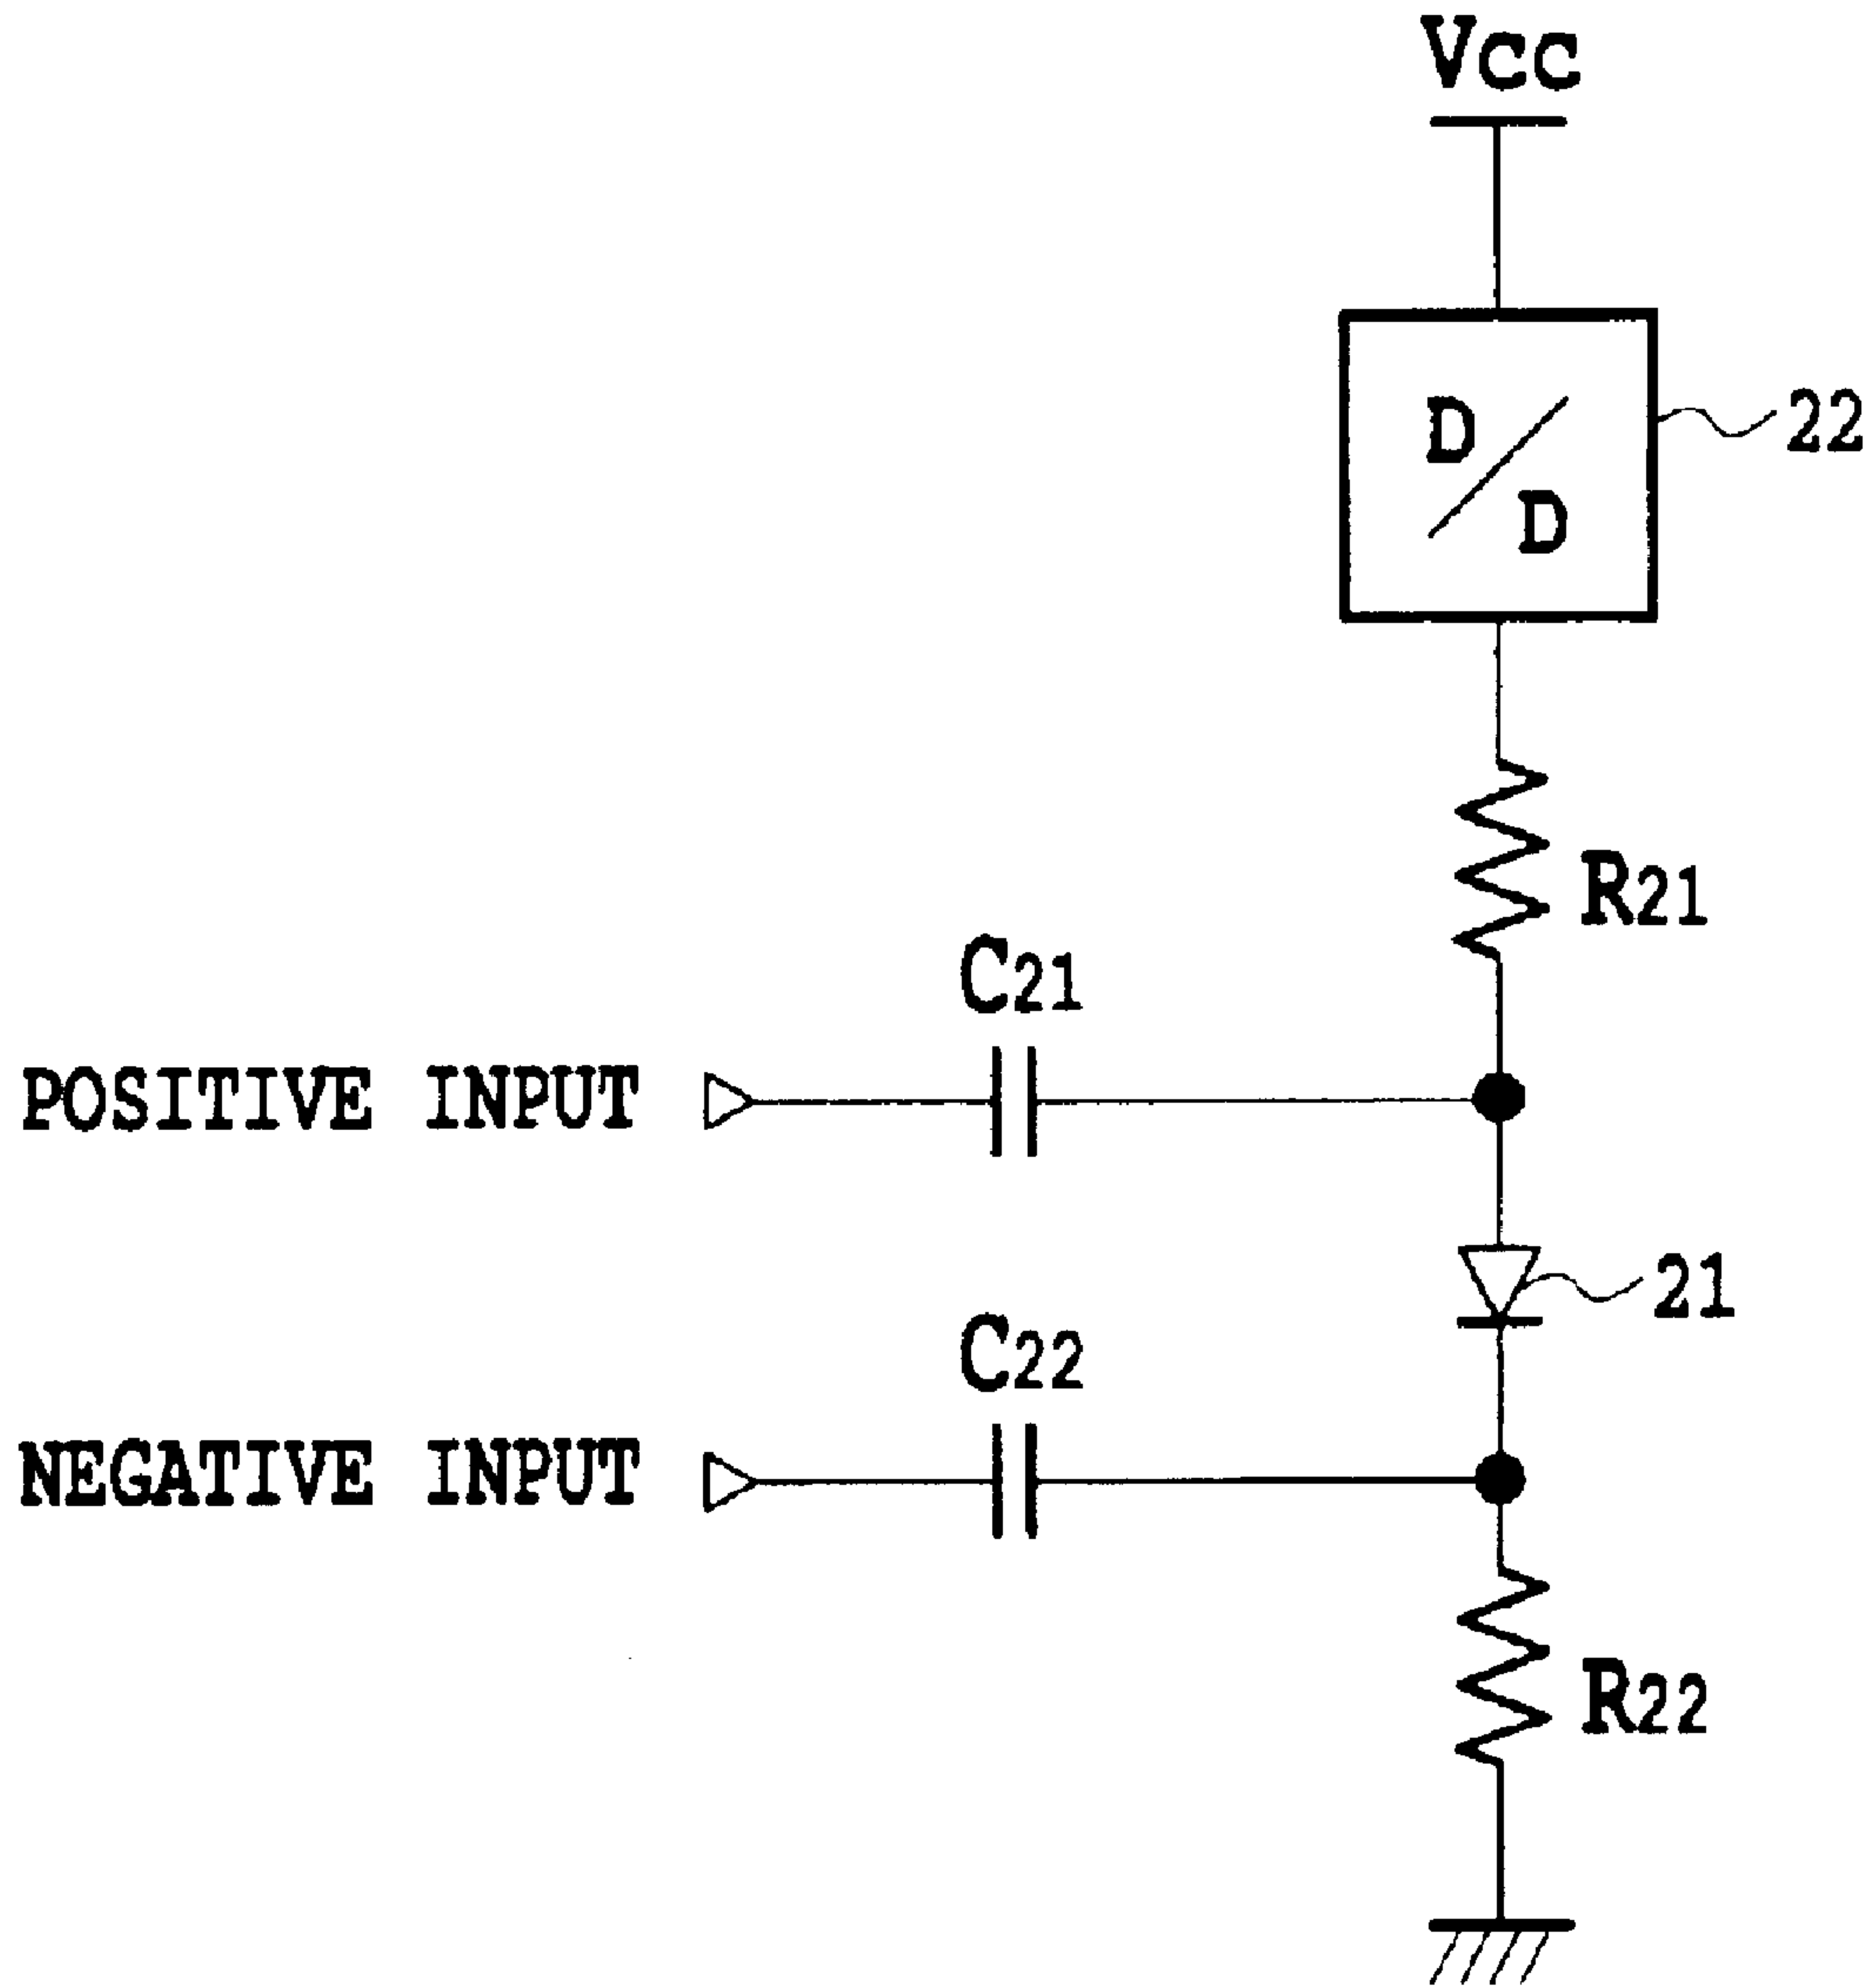 VCC
D/D
22
R21
C21
POSITIVE INPUT
21
C22
NEGATIVE INPUT
R22